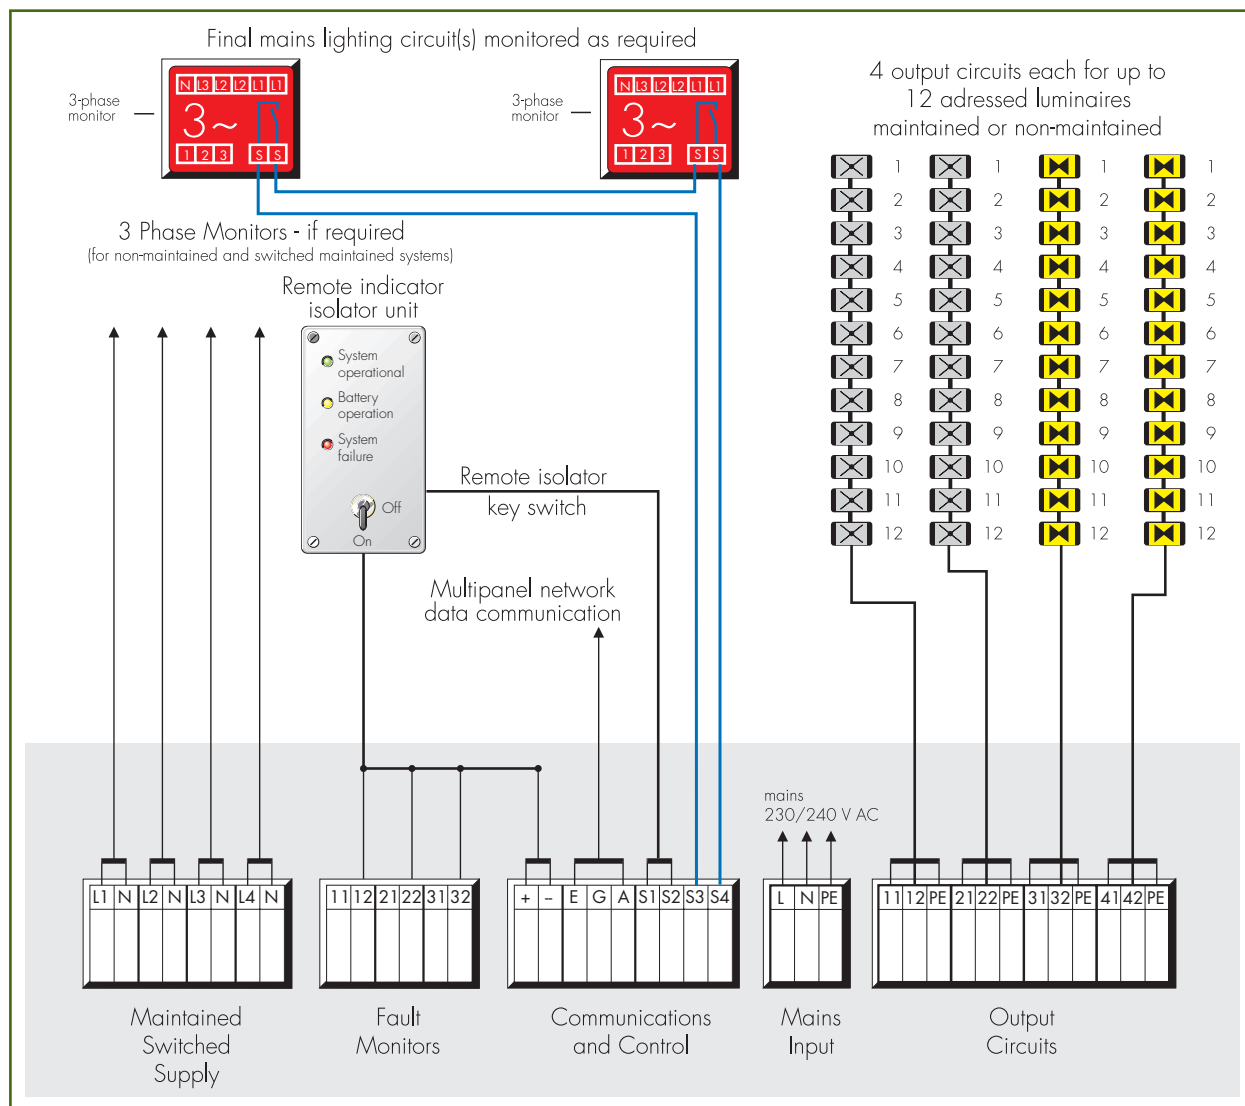 Final mains lighting circuit(s) monitored as required
3-phase
monitor
N L3 L2 L2 L1 L1
3~
1 2 3 S S
3-phase
monitor
N L3 L2 L2 L1 L1
3~
1 2 3 S S
4 output circuits each for up to
12 adressed luminaires
maintained or non-maintained
1 1 1 1
2 2 2 2
3 3 3 3
4 4 4 4
5 5 5 5
6 6 6 6
7 7 7 7
8 8 8 8
9 9 9 9
10 10 10 10
11 11 11 11
12 12 12 12
3 Phase Monitors - if required
(for non-maintained and switched maintained systems)
Remote indicator
isolator unit
System
operational
Battery
operation
System
failure
Off
On
Remote isolator
key switch
Multipanel network
data communication
mains
230/240 V AC
L1 N L2 N L3 N L4 N
11 12 21 22 31 32
+ – E G A S1 S2 S3 S4
L N PE
11 12 PE 21 22 PE 31 32 PE 41 42 PE
Maintained
Switched
Supply
Fault
Monitors
Communications
and Control
Mains
Input
Output
Circuits